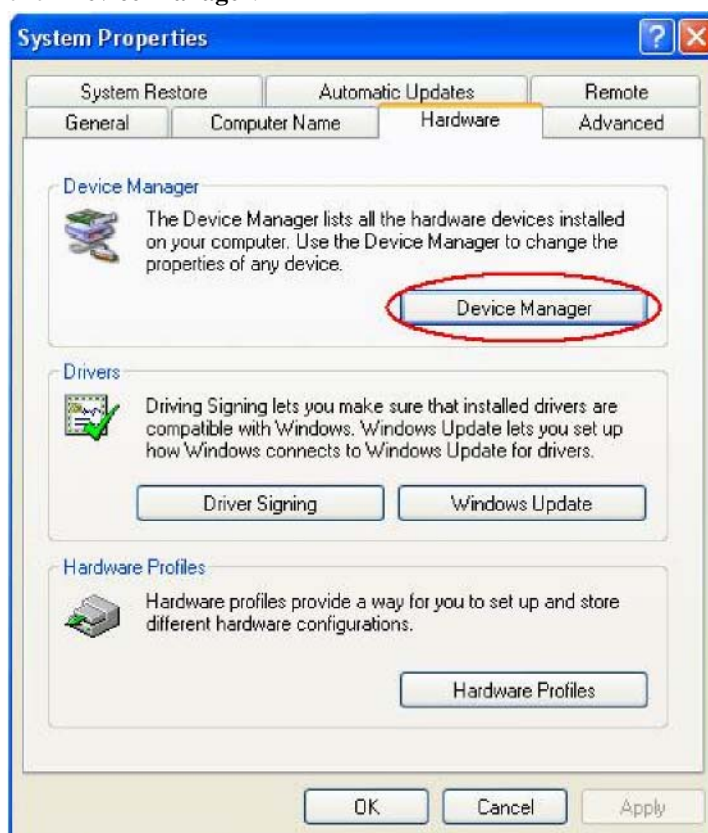 Device Manager.
System Properties
System Restore
Automatic Updates
Remote
General
Computer Name
Hardware
Advanced
Device Manager
The Device Manager lists all the hardware devices installed
on your computer. Use the Device Manager to change the
properties of any device.
Device Manager
Drivers
Driving Signing lets you make sure that installed drivers are
compatible with Windows. Windows Update lets you set up
how Windows connects to Windows Update for drivers.
Driver Signing
Windows Update
Hardware Profiles
Hardware profiles provide a way for you to set up and store
different hardware configurations.
Hardware Profiles
OK
Cancel
Apply